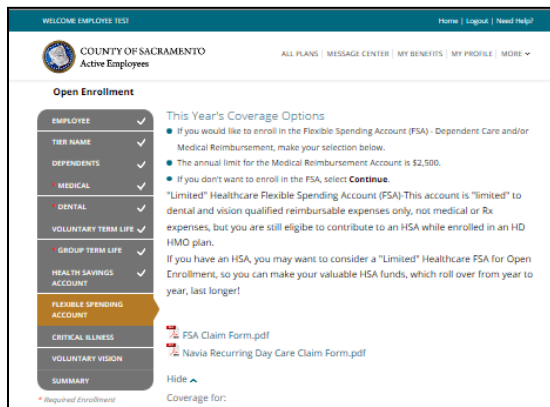 WELCOME EMPLOYEE TEST
Home | Logout | Need Help?
COUNTY OF SACRAMENTO
Active Employees
ALL PLANS | MESSAGE CENTER | MY BENEFITS | MY PROFILE | MORE
Open Enrollment
EMPLOYEE
TIER NAME
DEPENDENTS
* MEDICAL
* DENTAL
VOLUNTARY TERM LIFE
* GROUP TERM LIFE
HEALTH SAVINGS
ACCOUNT
FLEXIBLE SPENDING
ACCOUNT
CRITICAL ILLNESS
VOLUNTARY VISION
SUMMARY
* Required Enrollment
This Year's Coverage Options
If you would like to enroll in the Flexible Spending Account (FSA) - Dependent Care and/or
Medical Reimbursement, make your selection below.
The annual limit for the Medical Reimbursement Account is $2,500.
If you don't want to enroll in the FSA, select Continue.
"Limited" Healthcare Flexible Spending Account (FSA)-This account is "limited" to
dental and vision qualified reimbursable expenses only, not medical or Rx
expenses, but you are still eligibe to contribute to an HSA while enrolled in an HD
HMO plan.
If you have an HSA, you may want to consider a "Limited" Healthcare FSA for Open
Enrollment, so you can make your valuable HSA funds, which roll over from year to
year, last longer!
FSA Claim Form.pdf
Navia Recurring Day Care Claim Form.pdf
Hide
Coverage for: